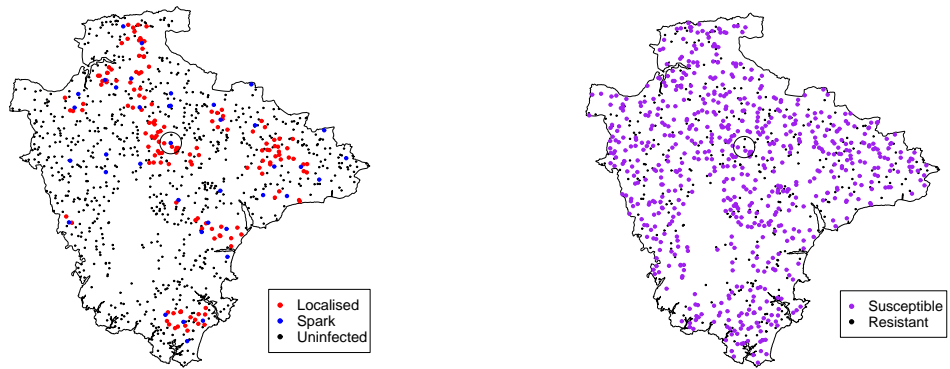 Localised
Spark
Uninfected
Susceptible
Resistant